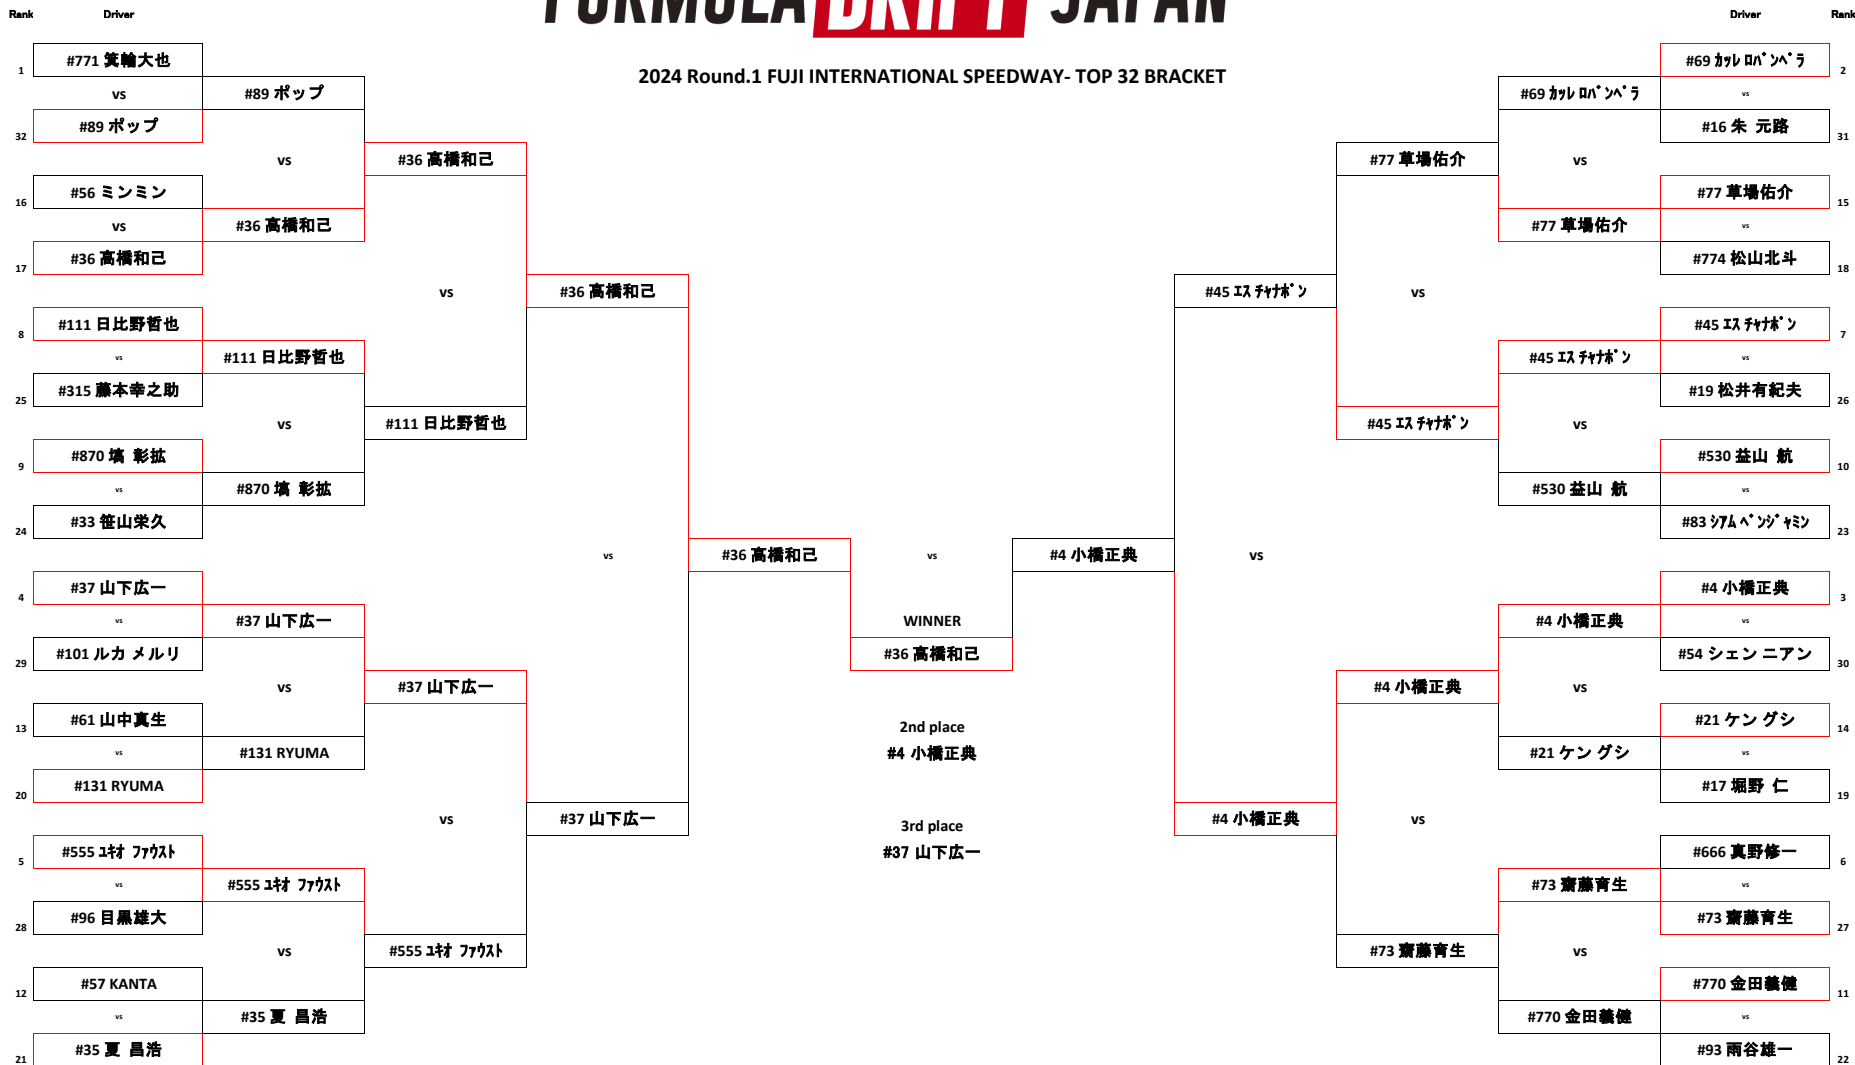 FORMULA DRIFT JAPAN
Rank Driver
Driver Rank
2024 Round.1 FUJI INTERNATIONAL SPEEDWAY- TOP 32 BRACKET
1 #771 箕輪大也
vs
32 #89 ポップ
16 #56 ミンミン
vs
17 #36 高橋和己
8 #111 日比野哲也
vs
25 #315 藤本幸之助
9 #870 塙 彰拡
vs
24 #33 笹山栄久
4 #37 山下広一
vs
29 #101 ルカ メルリ
13 #61 山中真生
vs
20 #131 RYUMA
5 #555 ﾕｷｵ ﾌｧｳｽﾄ
vs
28 #96 目黒雄大
12 #57 KANTA
vs
21 #35 夏 昌浩
#89 ポップ
vs
#36 高橋和己
#111 日比野哲也
vs
#870 塙 彰拡
#37 山下広一
vs
#131 RYUMA
#555 ﾕｷｵ ﾌｧｳｽﾄ
vs
#35 夏 昌浩
#36 高橋和己
vs
#111 日比野哲也
#37 山下広一
vs
#555 ﾕｷｵ ﾌｧｳｽﾄ
#36 高橋和己
vs
#37 山下広一
#36 高橋和己
vs
#4 小橋正典
WINNER
#36 高橋和己
2nd place
#4 小橋正典
3rd place
#37 山下広一
#45 ｴｽ ﾁｬﾅﾎﾟﾝ
vs
#4 小橋正典
#77 草場佑介
vs
#45 ｴｽ ﾁｬﾅﾎﾟﾝ
#4 小橋正典
vs
#73 齋藤育生
#69 ｶｯﾚ ﾛﾊﾞﾝﾍﾟﾗ
vs
#77 草場佑介
#45 ｴｽ ﾁｬﾅﾎﾟﾝ
vs
#530 益山 航
#4 小橋正典
vs
#21 ケン グシ
#73 齋藤育生
vs
#770 金田義健
#69 ｶｯﾚ ﾛﾊﾞﾝﾍﾟﾗ 2
vs
#16 朱 元路 31
#77 草場佑介 15
vs
#774 松山北斗 18
#45 ｴｽ ﾁｬﾅﾎﾟﾝ 7
vs
#19 松井有紀夫 26
#530 益山 航 10
vs
#83 ｼｱﾑ ﾍﾞﾝｼﾞｬﾐﾝ 23
#4 小橋正典 3
vs
#54 シェン ニアン 30
#21 ケン グシ 14
vs
#17 堀野 仁 19
#666 真野修一 6
vs
#73 齋藤育生 27
#770 金田義健 11
vs
#93 雨谷雄一 22